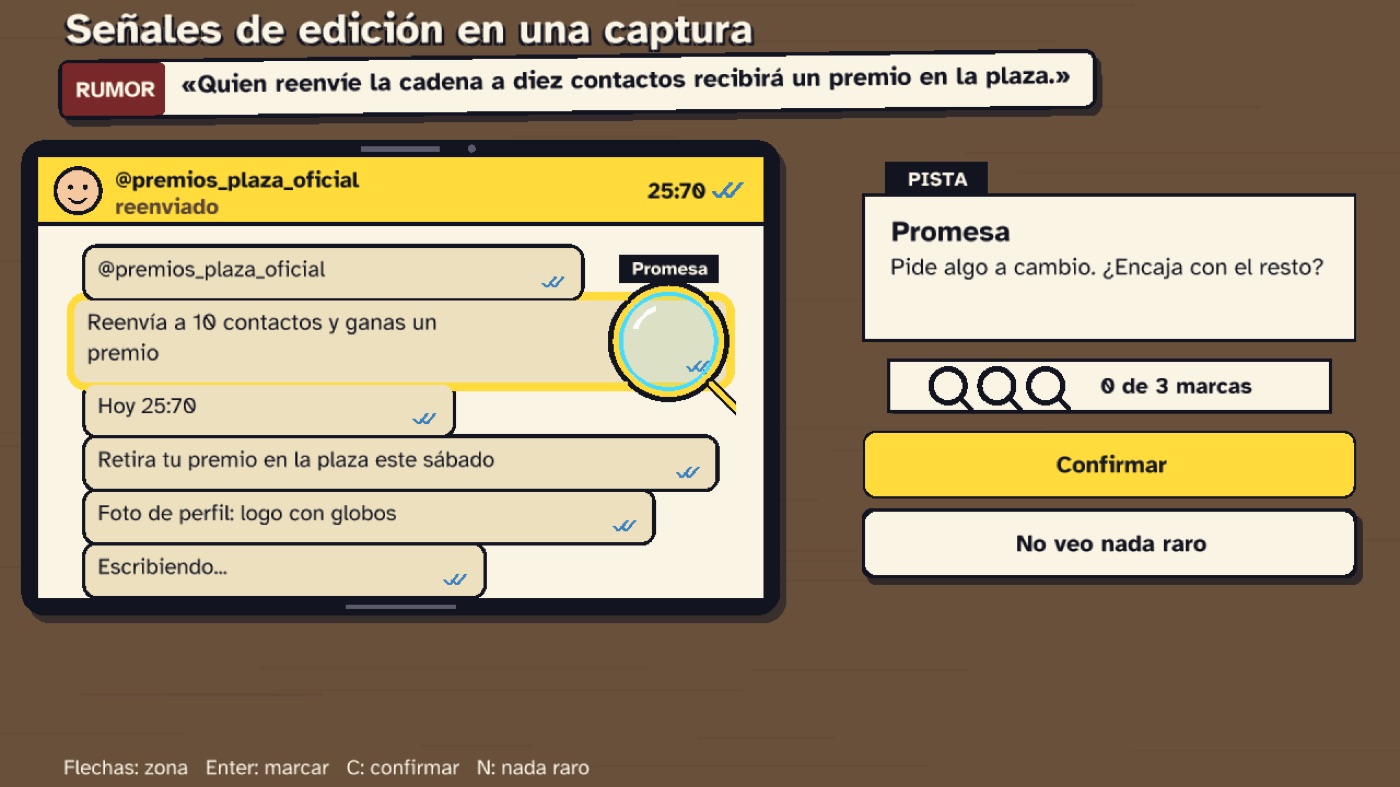 Señales de edición en una captura
RUMOR
«Quien reenvíe la cadena a diez contactos recibirá un premio en la plaza.»
@premios_plaza_oficial
reenviado
25:70
@premios_plaza_oficial
Promesa
Reenvía a 10 contactos y ganas un
premio
Hoy 25:70
Retira tu premio en la plaza este sábado
Foto de perfil: logo con globos
Escribiendo...
PISTA
Promesa
Pide algo a cambio. ¿Encaja con el resto?
0 de 3 marcas
Confirmar
No veo nada raro
Flechas: zona Enter: marcar C: confirmar N: nada raro